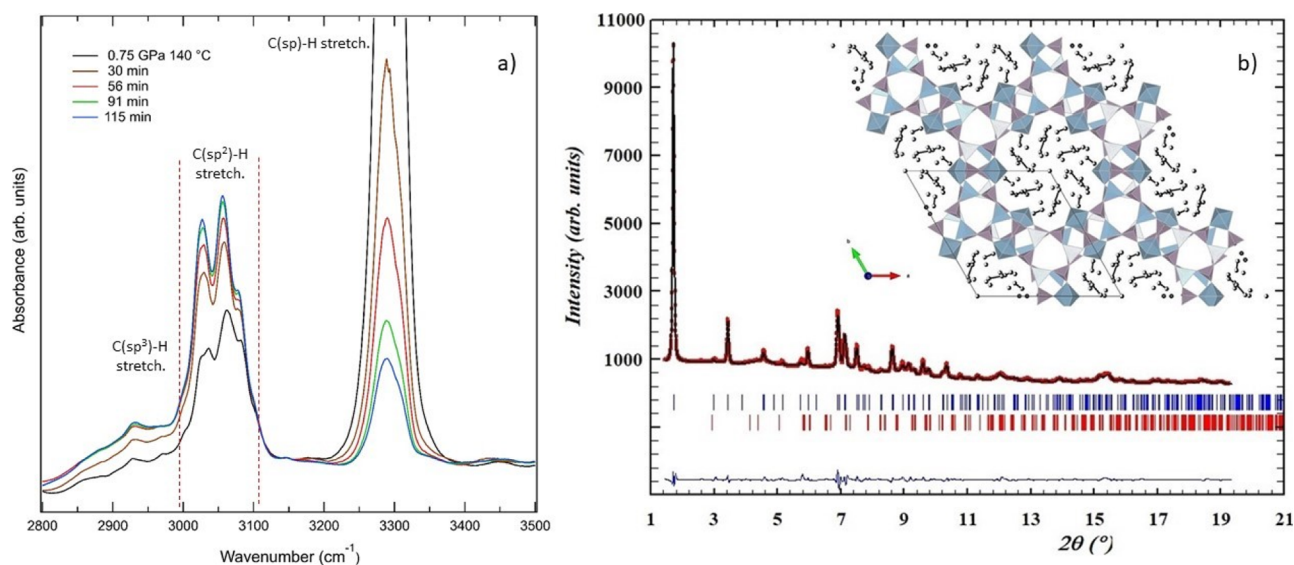 C(sp)-H stretch.
a)
0.75 GPa 140 °C
30 min
56 min
91 min
115 min
C(sp²)-H
stretch.
C(sp³)-H
stretch.
Absorbance (arb. units)
2800 2900 3000 3100 3200 3300 3400 3500
Wavenumber (cm⁻¹)
b)
11000
9000
7000
5000
3000
1000
Intensity (arb. units)
1 3 5 7 9 11 13 15 17 19 21
2θ (°)